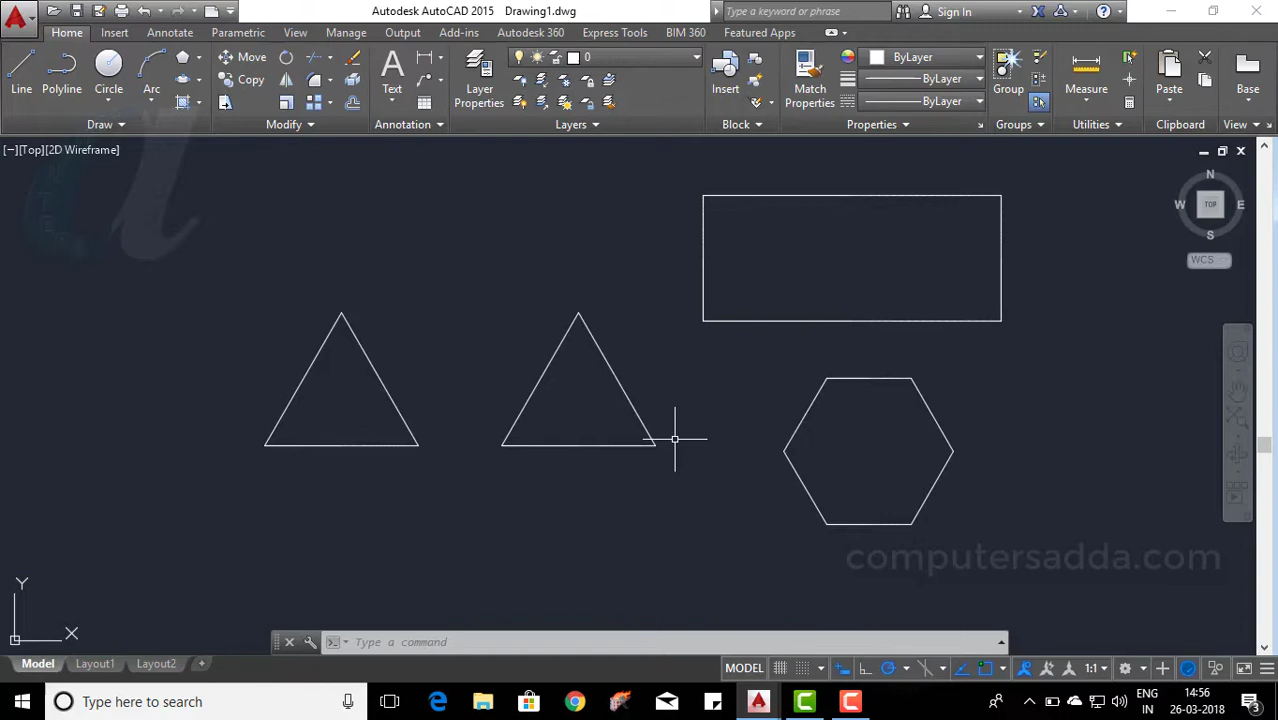 Autodesk AutoCAD 2015 Drawing1.dwg
Type a keyword or phrase
Sign In
Home Insert Annotate Parametric View Manage Output Add-ins Autodesk 360 Express Tools BIM 360 Featured Apps
Line Polyline Circle Arc
Move
Copy
Text
Layer Properties
0
Insert
Match Properties
ByLayer
ByLayer
ByLayer
Group
Measure
Paste
Base
Draw Modify Annotation Layers Block Properties Groups Utilities Clipboard View
[−][Top][2D Wireframe]
N
W TOP E
S
WCS
computersadda.com
Y
X
Type a command
Model Layout1 Layout2 +
MODEL 1:1
Type here to search
ENG
IN
14:56
26-03-2018
3